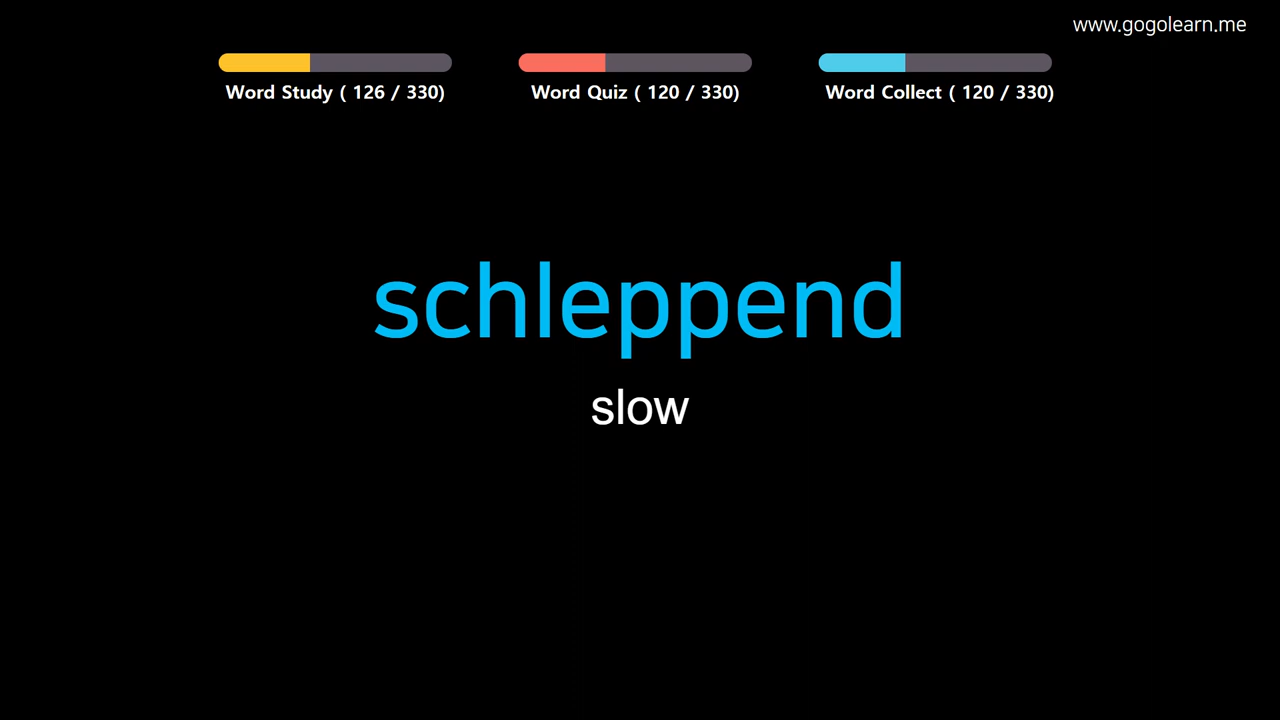 www.gogolearn.me
Word Study ( 126 / 330)
Word Quiz ( 120 / 330)
Word Collect ( 120 / 330)
schleppend
slow